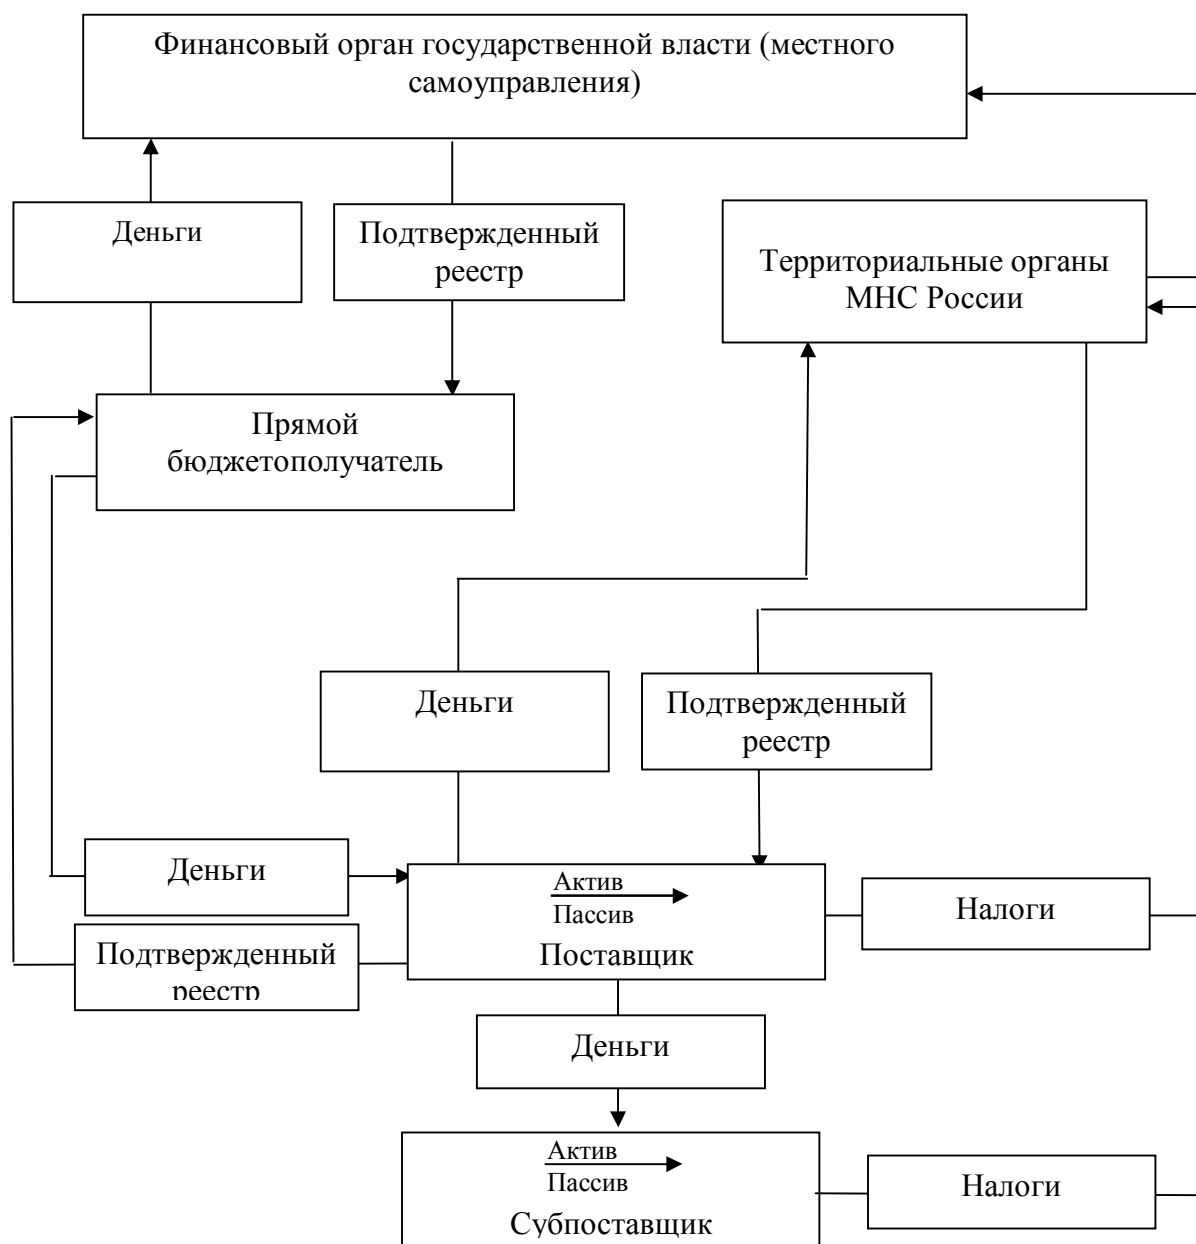 Финансовый орган государственной власти (местного
самоуправления)
Деньги
Подтвержденный
реестр
Территориальные органы
МНС России
Прямой
бюджетополучатель
Деньги
Подтвержденный
реестр
Деньги
Актив
Пассив
Поставщик
Налоги
Подтвержденный
реестр
Деньги
Актив
Пассив
Субпоставщик
Налоги